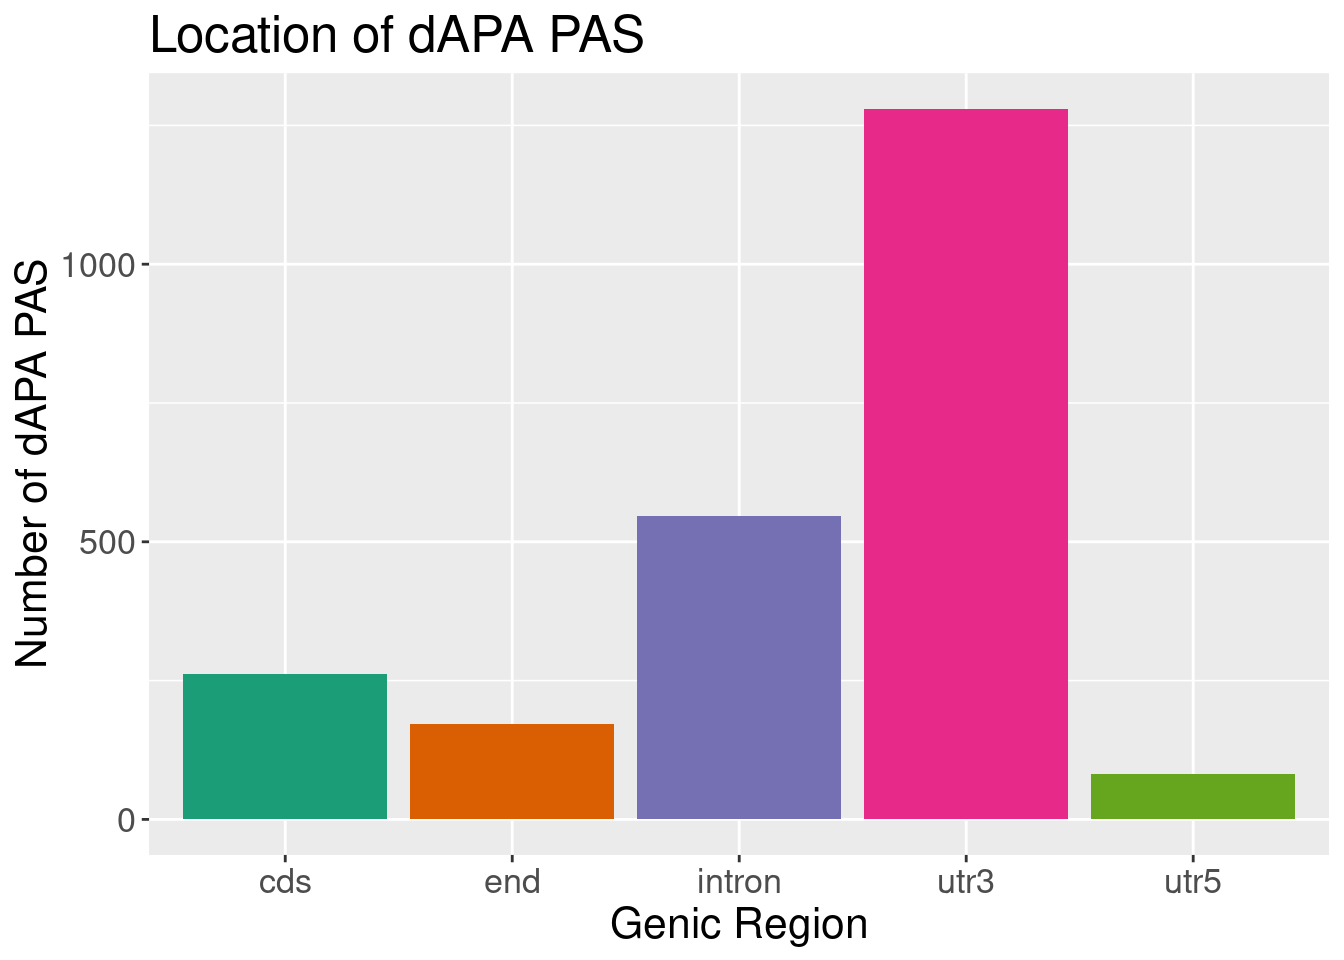 Location of dAPA PAS
Number of dAPA PAS
1000
500
0
cds
end
intron
utr3
utr5
Genic Region